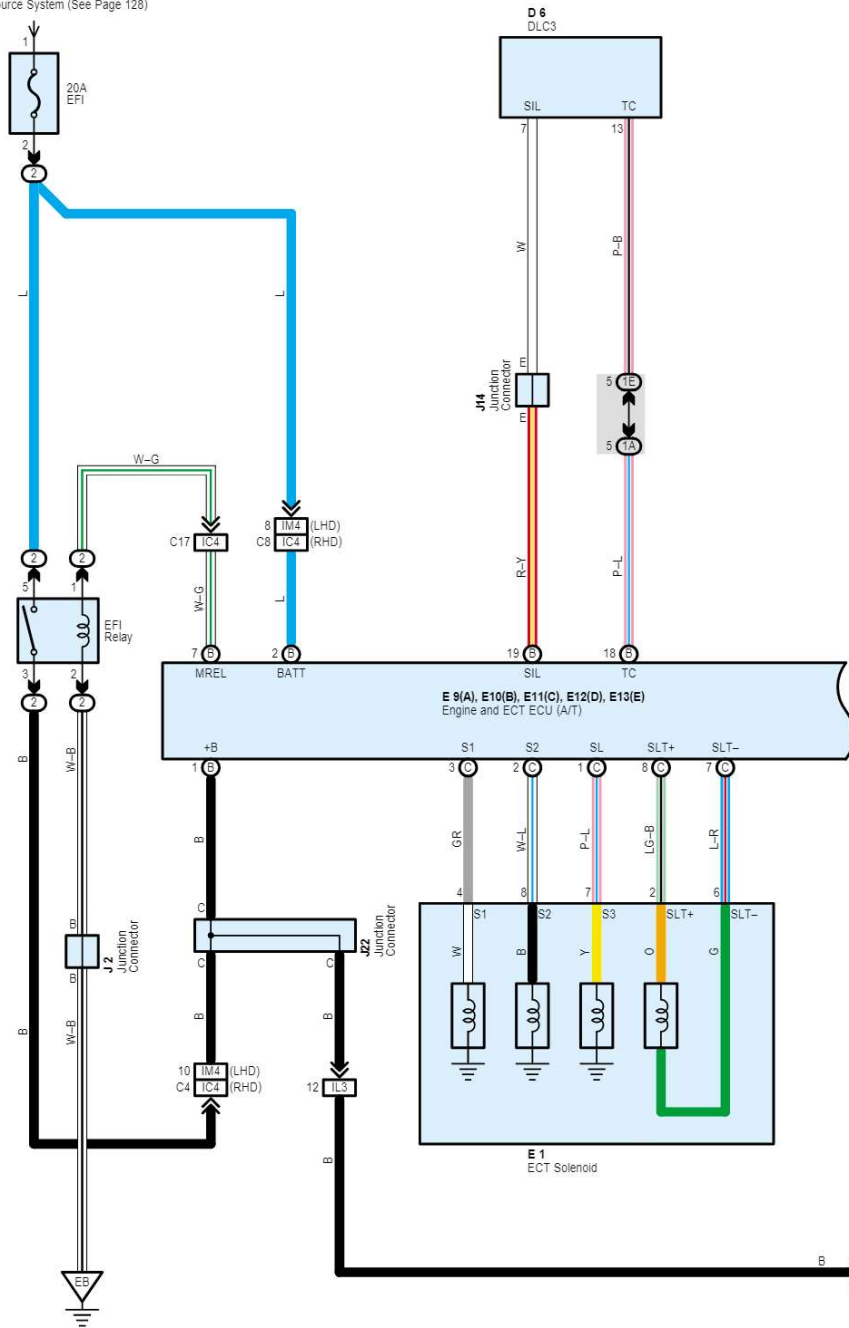 ource System (See Page 128)
1
20A
EFI
2
2
D 6
DLC3
SIL
TC
7
13
W
P–B
L
L
E
J14
Junction
Connector
E
5
1E
5
1A
W–G
C17
IC4
8
IM4
(LHD)
C8
IC4
(RHD)
2
2
5
1
EFI
Relay
W–G
L
R–Y
P–L
7
B
2
B
19
B
18
B
MREL
BATT
SIL
TC
3
2
2
2
E 9(A), E10(B), E11(C), E12(D), E13(E)
Engine and ECT ECU (A/T)
+B
S1
S2
SL
SLT+
SLT–
1
B
3
C
2
C
1
C
8
C
7
C
B
W–B
B
GR
W–L
P–L
LG–B
L–R
4
8
7
2
6
S1
S2
S3
SLT+
SLT–
C
J22
Junction
Connector
C
C
B
J 2
Junction
Connector
B
W
B
Y
O
G
B
W–B
B
B
10
IM4
(LHD)
C4
IC4
(RHD)
12
IL3
B
E 1
ECT Solenoid
B
EB